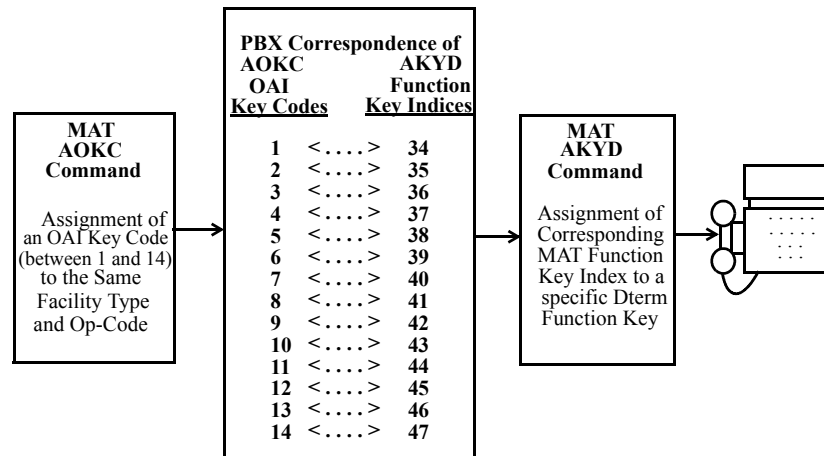 MAT
AOKC
Command
Assignment of
an OAI Key Code
(between 1 and 14)
to the Same
Facility Type
and Op-Code
PBX Correspondence of
AOKC AKYD
OAI Function
Key Codes Key Indices
1 <....> 34
2 <....> 35
3 <....> 36
4 <....> 37
5 <....> 38
6 <....> 39
7 <....> 40
8 <....> 41
9 <....> 42
10 <....> 43
11 <....> 44
12 <....> 45
13 <....> 46
14 <....> 47
MAT
AKYD
Command
Assignment of
Corresponding
MAT Function
Key Index to a
specific Dterm
Function Key